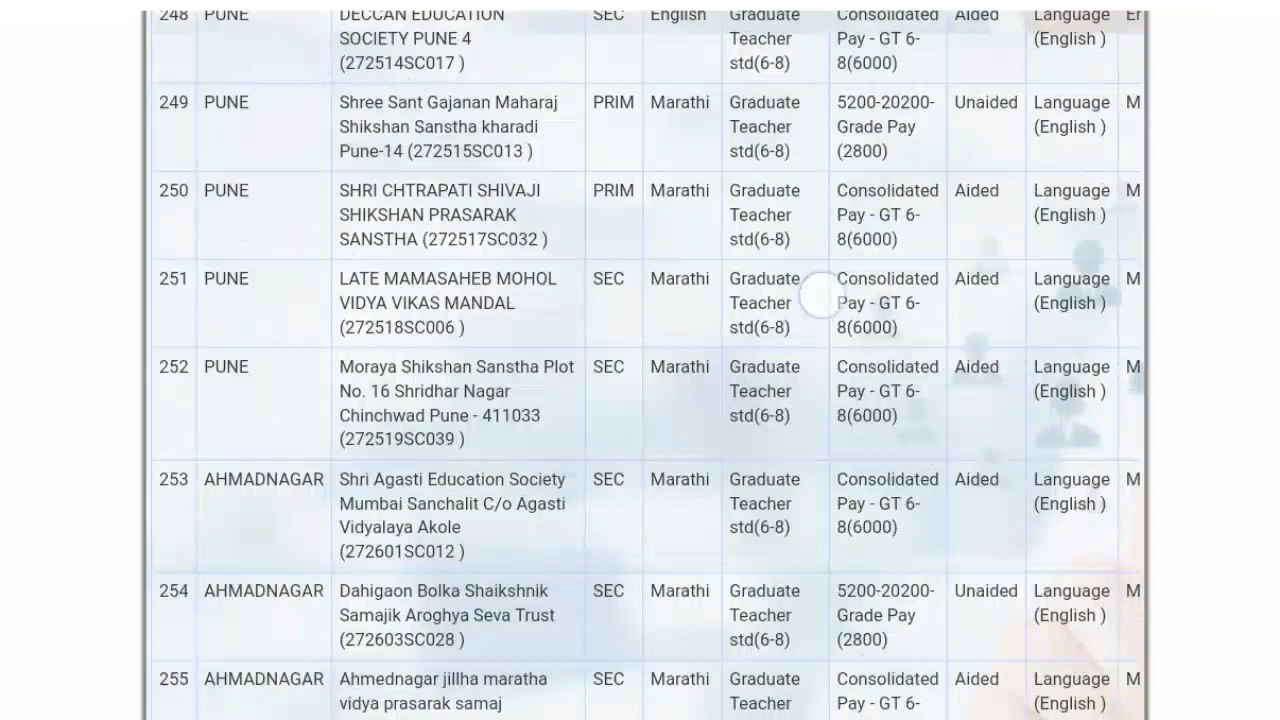 248 PUNE DECCAN EDUCATION SEC English Graduate Consolidated Aided Language
SOCIETY PUNE 4 Teacher Pay - GT 6- (English )
(272514SC017 ) std(6-8) 8(6000)
249 PUNE Shree Sant Gajanan Maharaj PRIM Marathi Graduate 5200-20200- Unaided Language M
Shikshan Sanstha kharadi Teacher Grade Pay (English )
Pune-14 (272515SC013 ) std(6-8) (2800)
250 PUNE SHRI CHTRAPATI SHIVAJI PRIM Marathi Graduate Consolidated Aided Language M
SHIKSHAN PRASARAK Teacher Pay - GT 6- (English )
SANSTHA (272517SC032 ) std(6-8) 8(6000)
251 PUNE LATE MAMASAHEB MOHOL SEC Marathi Graduate Consolidated Aided Language M
VIDYA VIKAS MANDAL Teacher Pay - GT 6- (English )
(272518SC006 ) std(6-8) 8(6000)
252 PUNE Moraya Shikshan Sanstha Plot SEC Marathi Graduate Consolidated Aided Language M
No. 16 Shridhar Nagar Teacher Pay - GT 6- (English )
Chinchwad Pune - 411033 std(6-8) 8(6000)
(272519SC039 )
253 AHMADNAGAR Shri Agasti Education Society SEC Marathi Graduate Consolidated Aided Language M
Mumbai Sanchalit C/o Agasti Teacher Pay - GT 6- (English )
Vidyalaya Akole std(6-8) 8(6000)
(272601SC012 )
254 AHMADNAGAR Dahigaon Bolka Shaikshnik SEC Marathi Graduate 5200-20200- Unaided Language M
Samajik Aroghya Seva Trust Teacher Grade Pay (English )
(272603SC028 ) std(6-8) (2800)
255 AHMADNAGAR Ahmednagar jillha maratha SEC Marathi Graduate Consolidated Aided Language M
vidya prasarak samaj Teacher Pay - GT 6- (English )